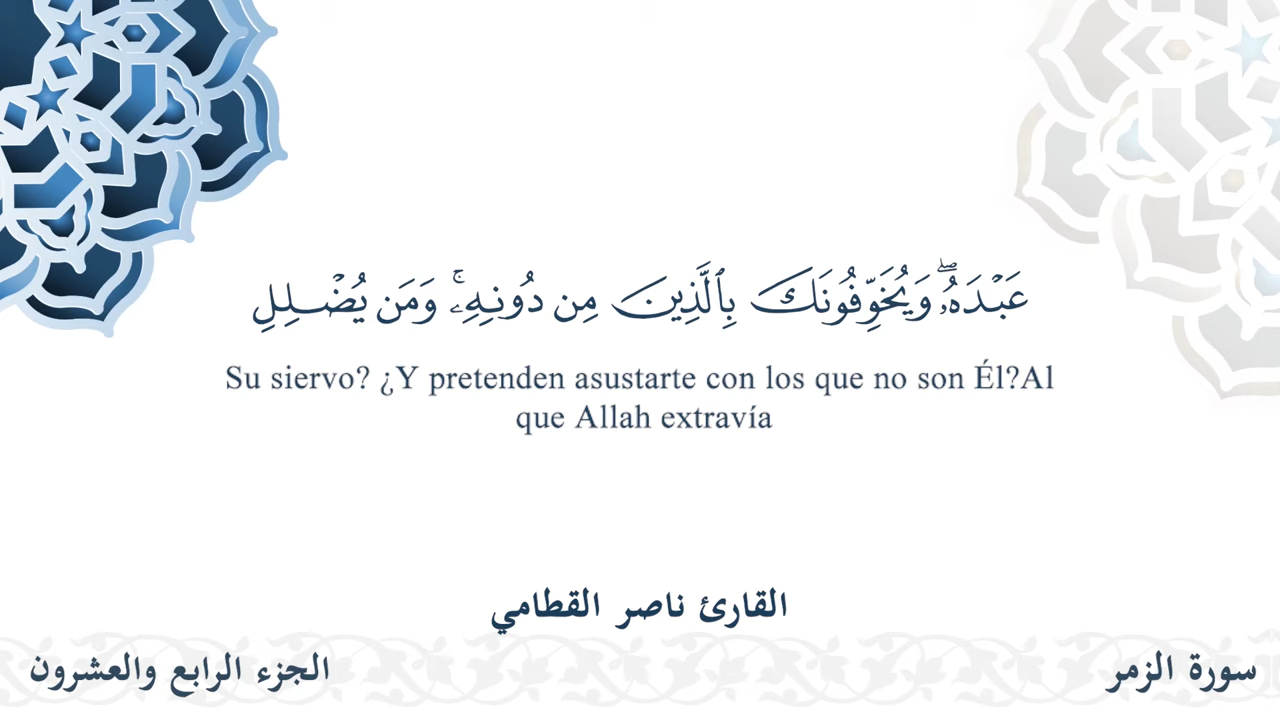 عَبْدَهُۥۖ وَيُخَوِّفُونَكَ بِٱلَّذِينَ مِن دُونِهِۦۚ وَمَن يُضْلِلِ
Su siervo? ¿Y pretenden asustarte con los que no son Él?Al
que Allah extravía
القارئ ناصر القطامي
سورة الزمر
الجزء الرابع والعشرون